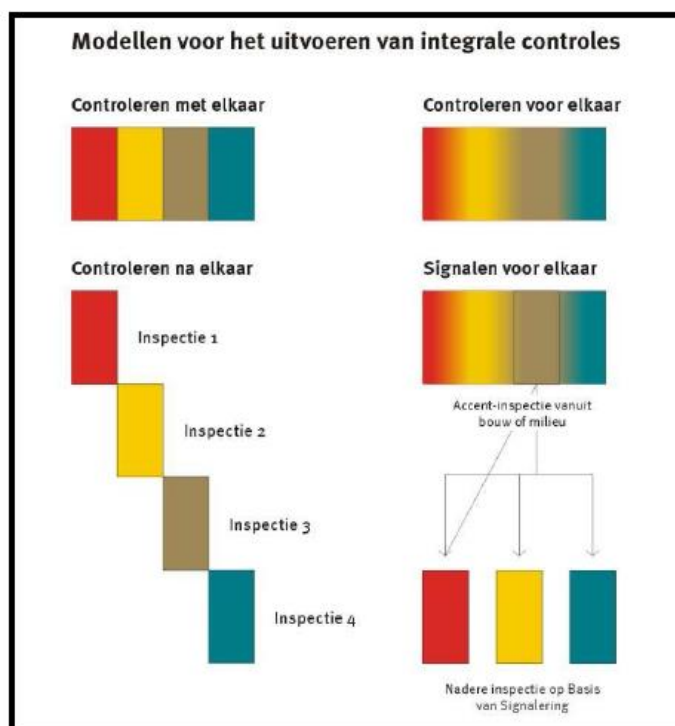 Modellen voor het uitvoeren van integrale controles
Controleren met elkaar
Controleren voor elkaar
Controleren na elkaar
Inspectie 1
Inspectie 2
Inspectie 3
Inspectie 4
Signalen voor elkaar
Accent-inspectie vanuit
bouw of milieu
Nadere inspectie op Basis
van Signalering